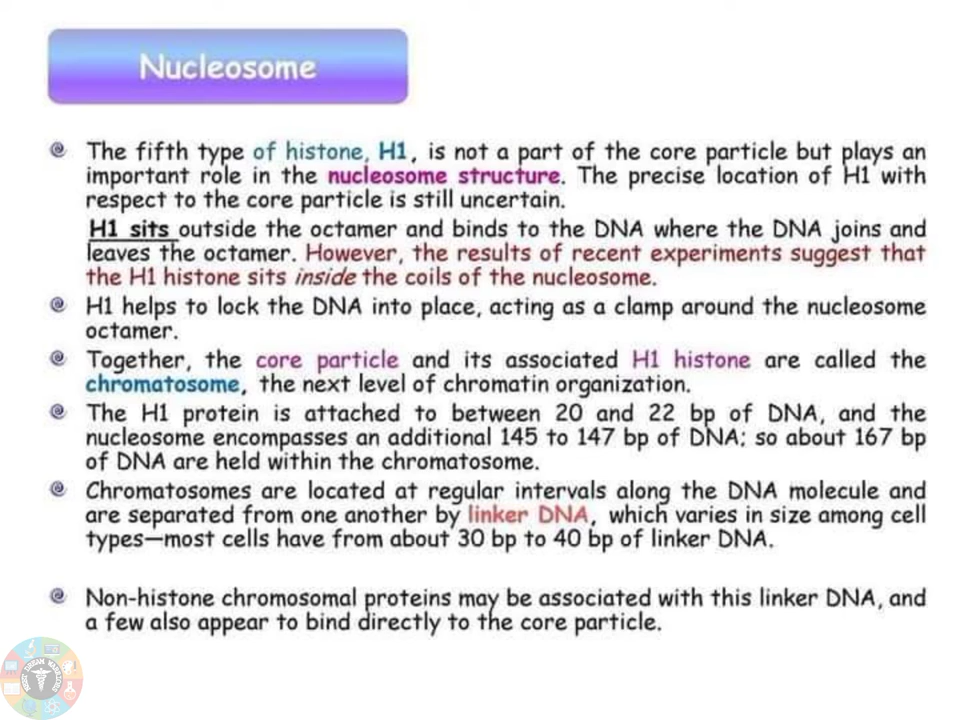 Nucleosome
The fifth type of histone, H1, is not a part of the core particle but plays an
important role in the nucleosome structure. The precise location of H1 with
respect to the core particle is still uncertain.
H1 sits outside the octamer and binds to the DNA where the DNA joins and
leaves the octamer. However, the results of recent experiments suggest that
the H1 histone sits inside the coils of the nucleosome.
H1 helps to lock the DNA into place, acting as a clamp around the nucleosome
octamer.
Together, the core particle and its associated H1 histone are called the
chromatosome, the next level of chromatin organization.
The H1 protein is attached to between 20 and 22 bp of DNA, and the
nucleosome encompasses an additional 145 to 147 bp of DNA; so about 167 bp
of DNA are held within the chromatosome.
Chromatosomes are located at regular intervals along the DNA molecule and
are separated from one another by linker DNA, which varies in size among cell
types—most cells have from about 30 bp to 40 bp of linker DNA.
Non-histone chromosomal proteins may be associated with this linker DNA, and
a few also appear to bind directly to the core particle.